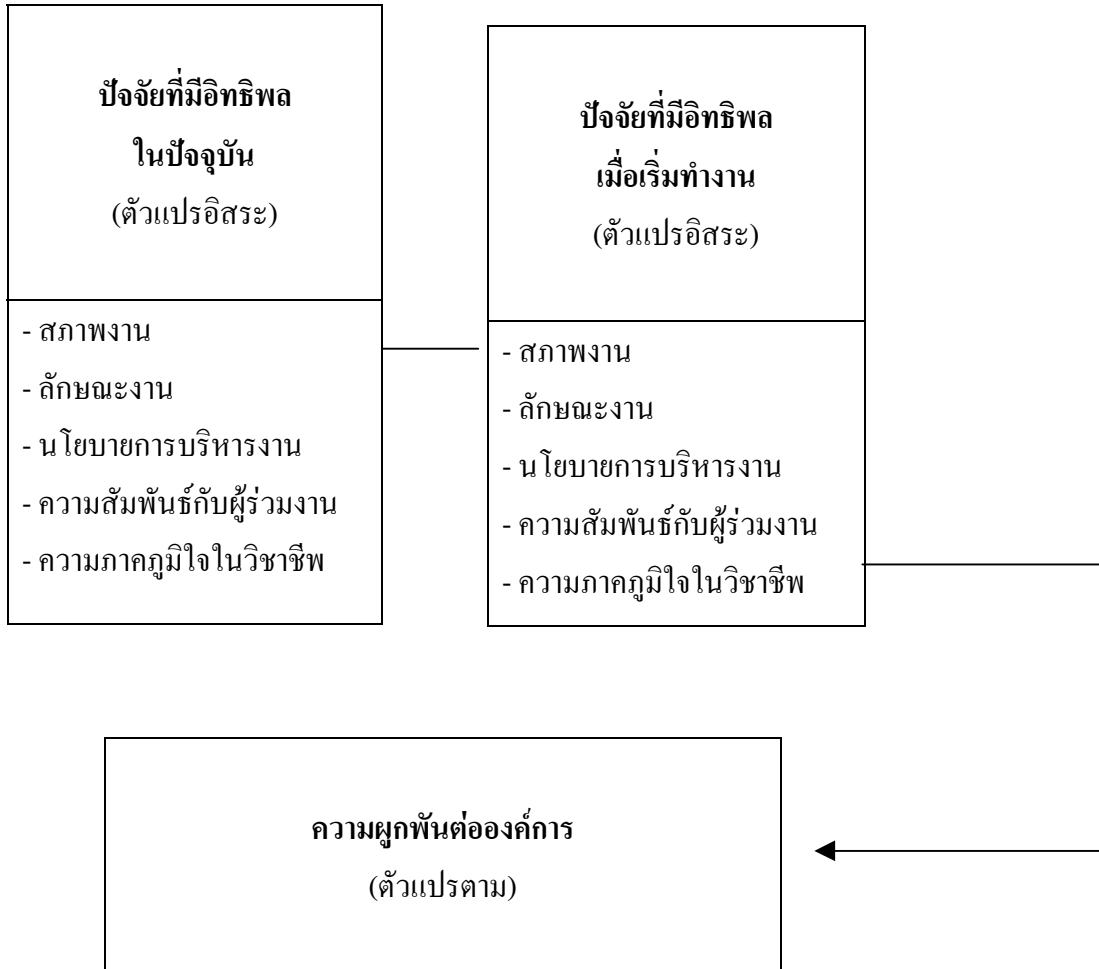 ปัจจัยที่มีอิทธิพล
ในปัจจุบัน
(ตัวแปรอิสระ)
- สภาพงาน
- ลักษณะงาน
- นโยบายการบริหารงาน
- ความสัมพันธ์กับผู้ร่วมงาน
- ความภาคภูมิใจในวิชาชีพ
ปัจจัยที่มีอิทธิพล
เมื่อเริ่มทำงาน
(ตัวแปรอิสระ)
- สภาพงาน
- ลักษณะงาน
- นโยบายการบริหารงาน
- ความสัมพันธ์กับผู้ร่วมงาน
- ความภาคภูมิใจในวิชาชีพ
ความผูกพันต่อองค์การ
(ตัวแปรตาม)